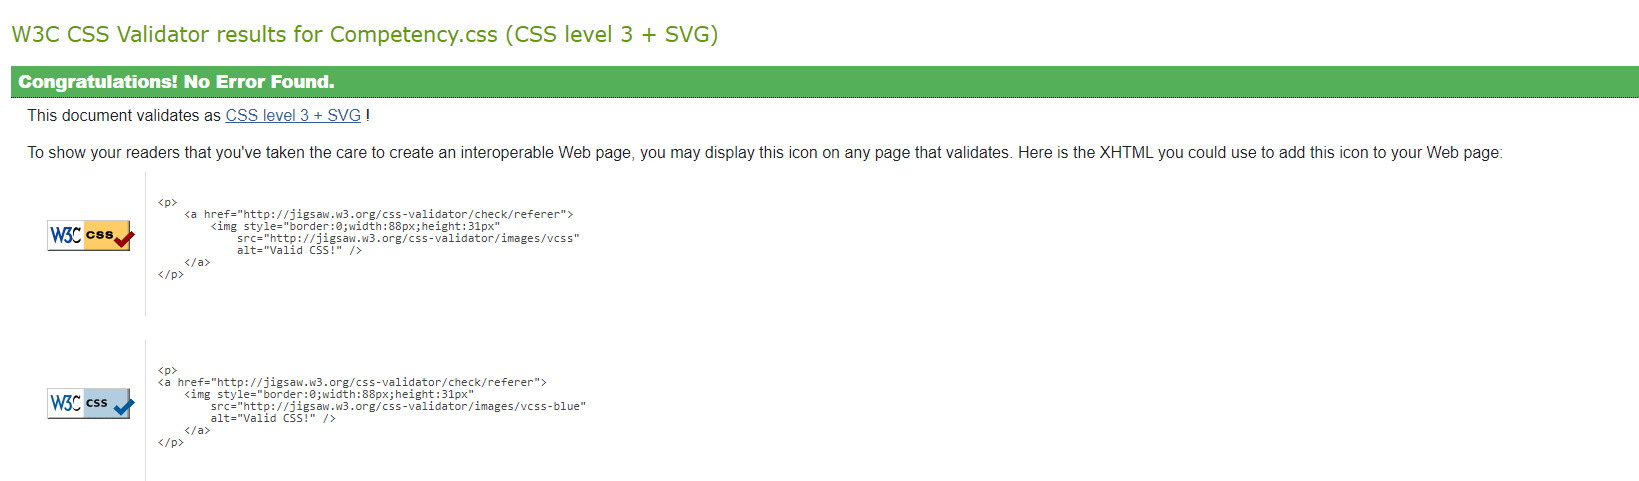 W3C CSS Validator results for Competency.css (CSS level 3 + SVG)
Congratulations! No Error Found.
This document validates as CSS level 3 + SVG !
To show your readers that you've taken the care to create an interoperable Web page, you may display this icon on any page that validates. Here is the XHTML you could use to add this icon to your Web page:
W3C css
<p>
    <a href="http://jigsaw.w3.org/css-validator/check/referer">
        <img style="border:0;width:88px;height:31px"
            src="http://jigsaw.w3.org/css-validator/images/vcss"
            alt="Valid CSS!" />
    </a>
</p>
W3C css
<p>
<a href="http://jigsaw.w3.org/css-validator/check/referer">
    <img style="border:0;width:88px;height:31px"
        src="http://jigsaw.w3.org/css-validator/images/vcss-blue"
        alt="Valid CSS!" />
    </a>
</p>